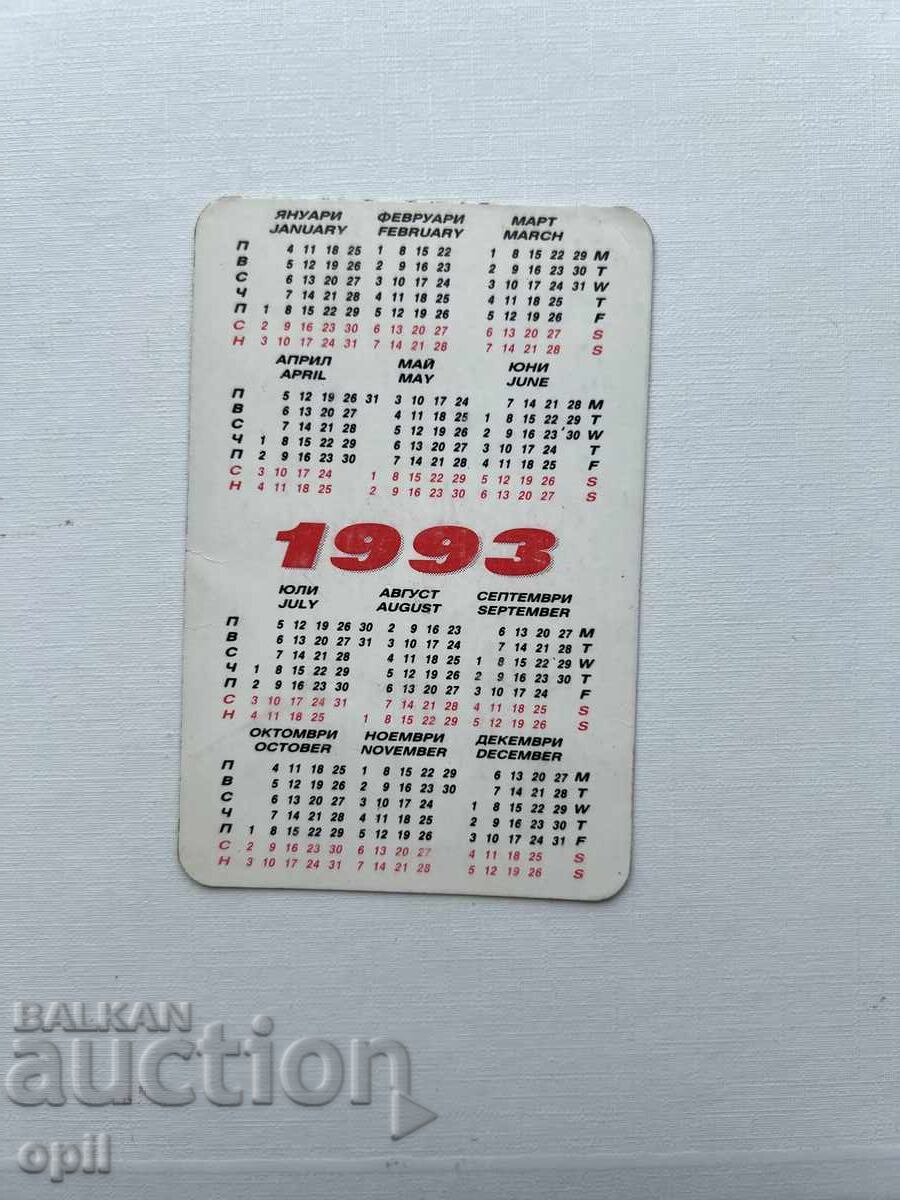 ЯНУАРИ ФЕВРУАРИ МАРТ
JANUARY FEBRUARY MARCH
П 4 11 18 25 1 8 15 22 1 8 15 22 29 M
В 5 12 19 26 2 9 16 23 2 9 16 23 30 T
С 6 13 20 27 3 10 17 24 3 10 17 24 31 W
Ч 7 14 21 28 4 11 18 25 4 11 18 25 T
П 1 8 15 22 29 5 12 19 26 5 12 19 26 F
С 2 9 16 23 30 6 13 20 27 6 13 20 27 S
Н 3 10 17 24 31 7 14 21 28 7 14 21 28 S
АПРИЛ МАЙ ЮНИ
APRIL MAY JUNE
П 5 12 19 26 31 3 10 17 24 7 14 21 28 M
В 6 13 20 27 4 11 18 25 1 8 15 22 29 T
С 7 14 21 28 5 12 19 26 2 9 16 23 30 W
Ч 1 8 15 22 29 6 13 20 27 3 10 17 24 T
П 2 9 16 23 30 7 14 21 28 4 11 18 25 F
С 3 10 17 24 1 8 15 22 29 5 12 19 26 S
Н 4 11 18 25 2 9 16 23 30 6 13 20 27 S
1993
ЮЛИ АВГУСТ СЕПТЕМВРИ
JULY AUGUST SEPTEMBER
П 5 12 19 26 30 2 9 16 23 6 13 20 27 M
В 6 13 20 27 31 3 10 17 24 7 14 21 28 T
С 7 14 21 28 4 11 18 25 1 8 15 22 29 W
Ч 1 8 15 22 29 5 12 19 26 2 9 16 23 30 T
П 2 9 16 23 30 6 13 20 27 3 10 17 24 F
С 3 10 17 24 31 7 14 21 28 4 11 18 25 S
Н 4 11 18 25 1 8 15 22 29 5 12 19 26 S
ОКТОМВРИ НОЕМВРИ ДЕКЕМВРИ
OCTOBER NOVEMBER DECEMBER
П 4 11 18 25 1 8 15 22 29 6 13 20 27 M
В 5 12 19 26 2 9 16 23 30 7 14 21 28 T
С 6 13 20 27 3 10 17 24 1 8 15 22 29 W
Ч 7 14 21 28 4 11 18 25 2 9 16 23 30 T
П 1 8 15 22 29 5 12 19 26 3 10 17 24 31 F
С 2 9 16 23 30 6 13 20 27 4 11 18 25 S
Н 3 10 17 24 31 7 14 21 28 5 12 19 26 S
BALKAN
auction
opil